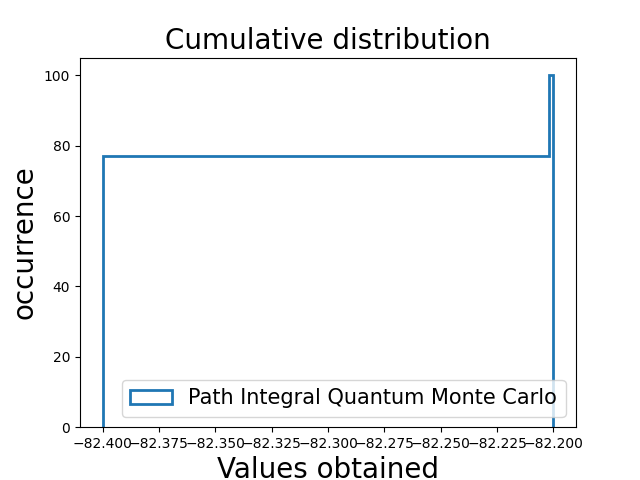 Cumulative distribution
occurrence
100
80
60
40
20
0
Path Integral Quantum Monte Carlo
−82.400 −82.375 −82.350 −82.325 −82.300 −82.275 −82.250 −82.225 −82.200
Values obtained